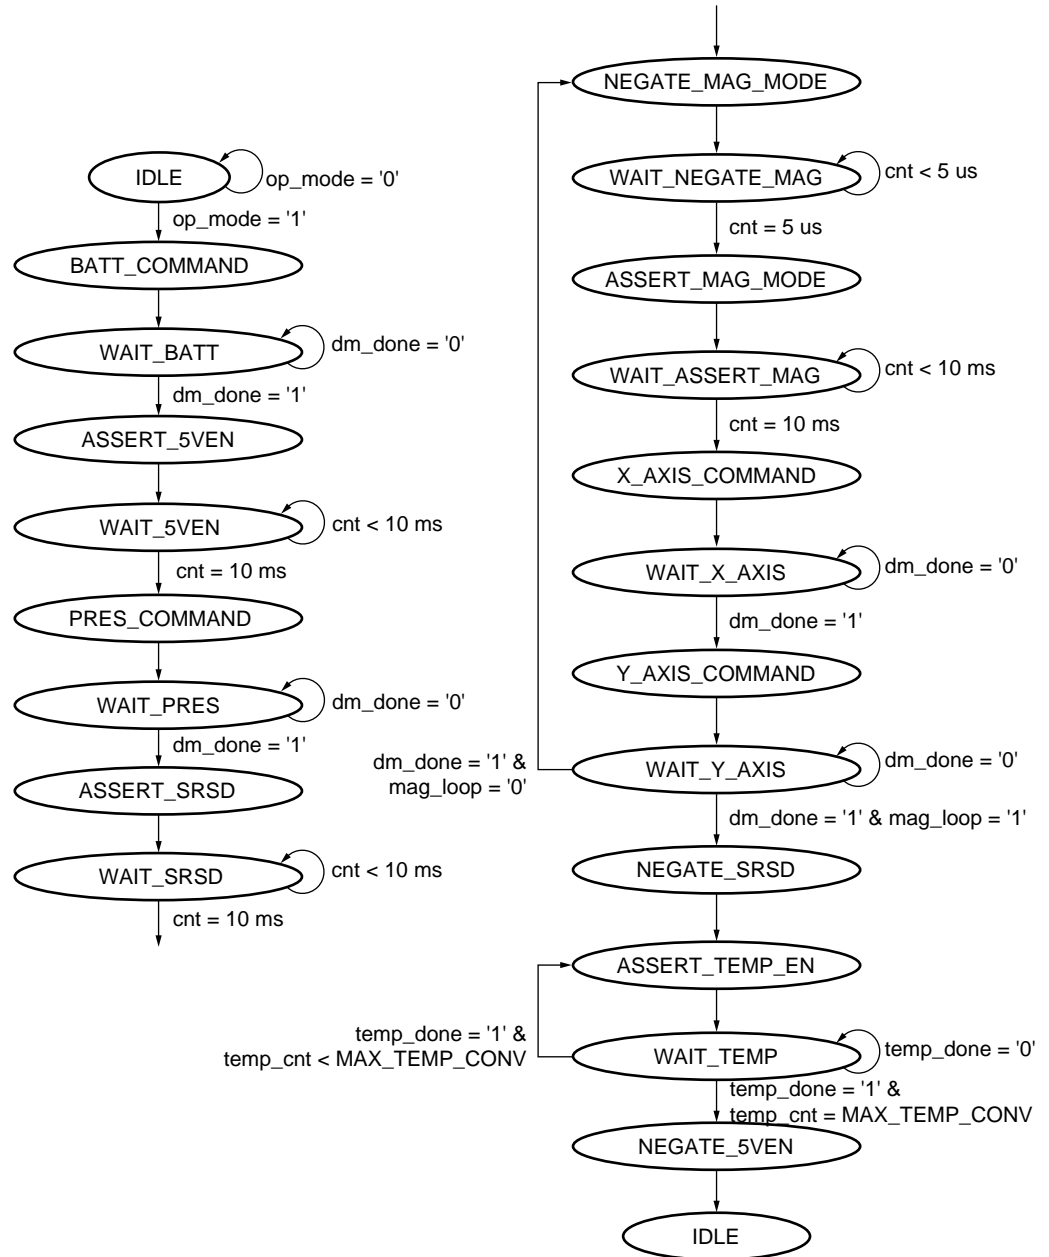 IDLE
op_mode = '0'
op_mode = '1'
BATT_COMMAND
WAIT_BATT
dm_done = '0'
dm_done = '1'
ASSERT_5VEN
WAIT_5VEN
cnt < 10 ms
cnt = 10 ms
PRES_COMMAND
WAIT_PRES
dm_done = '0'
dm_done = '1'
ASSERT_SRSD
WAIT_SRSD
cnt < 10 ms
cnt = 10 ms
NEGATE_MAG_MODE
WAIT_NEGATE_MAG
cnt < 5 us
cnt = 5 us
ASSERT_MAG_MODE
WAIT_ASSERT_MAG
cnt < 10 ms
cnt = 10 ms
X_AXIS_COMMAND
WAIT_X_AXIS
dm_done = '0'
dm_done = '1'
Y_AXIS_COMMAND
dm_done = '1' &
mag_loop = '0'
WAIT_Y_AXIS
dm_done = '0'
dm_done = '1' & mag_loop = '1'
NEGATE_SRSD
ASSERT_TEMP_EN
temp_done = '1' &
temp_cnt < MAX_TEMP_CONV
WAIT_TEMP
temp_done = '0'
temp_done = '1' &
temp_cnt = MAX_TEMP_CONV
NEGATE_5VEN
IDLE